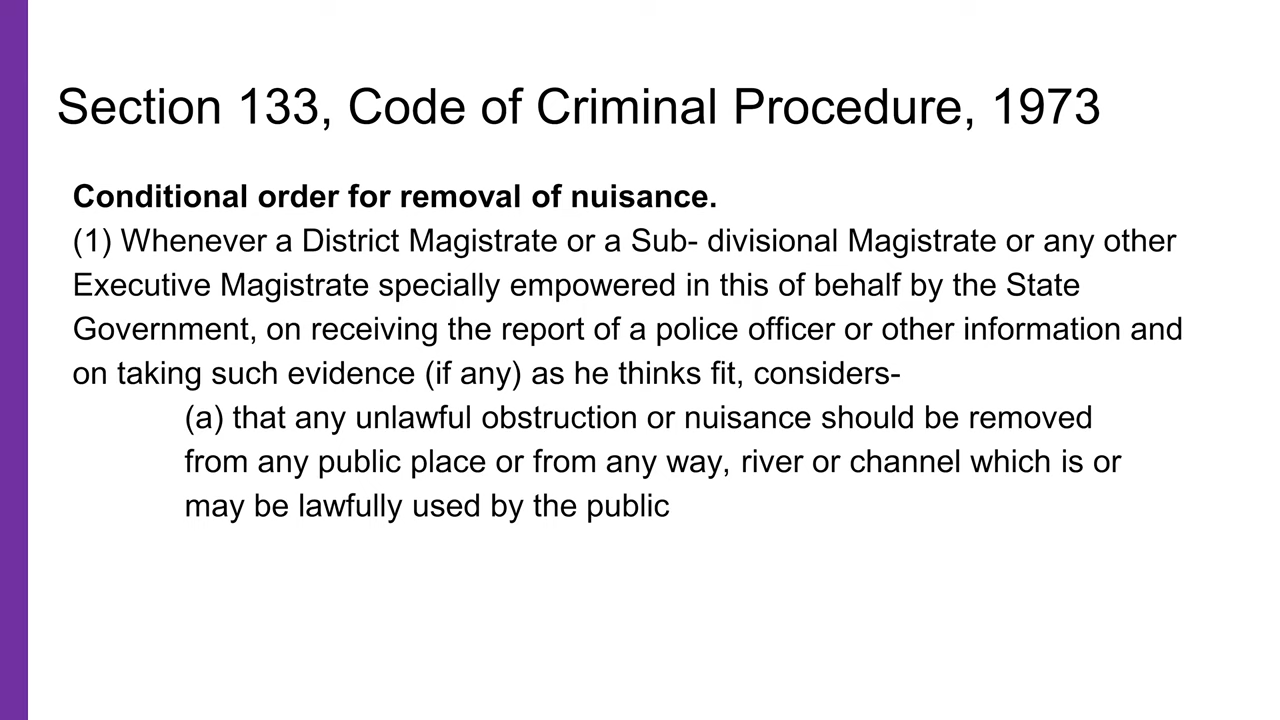 Section 133, Code of Criminal Procedure, 1973
Conditional order for removal of nuisance.
(1) Whenever a District Magistrate or a Sub- divisional Magistrate or any other
Executive Magistrate specially empowered in this of behalf by the State
Government, on receiving the report of a police officer or other information and
on taking such evidence (if any) as he thinks fit, considers-
(a) that any unlawful obstruction or nuisance should be removed
from any public place or from any way, river or channel which is or
may be lawfully used by the public